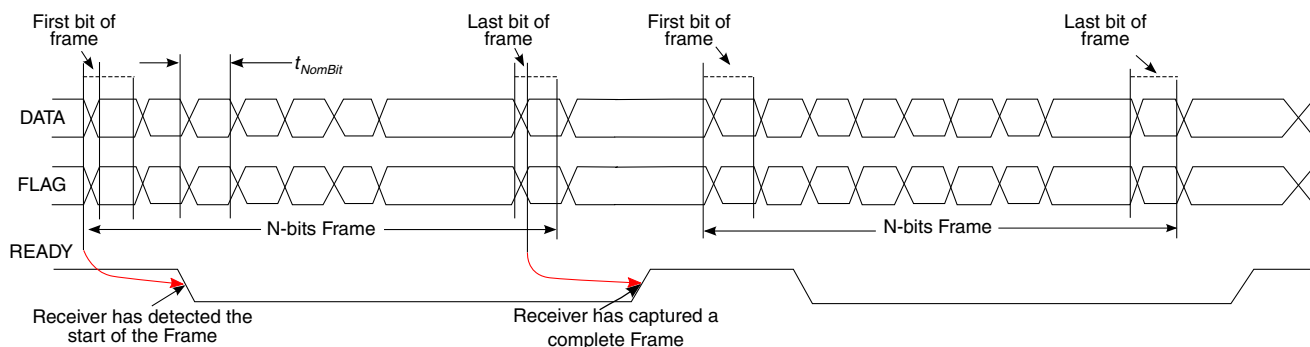 First bit of
frame
Last bit of
frame
First bit of
frame
Last bit of
frame
t_NomBit
DATA
FLAG
N-bits Frame
N-bits Frame
READY
Receiver has detected the
start of the Frame
Receiver has captured a
complete Frame